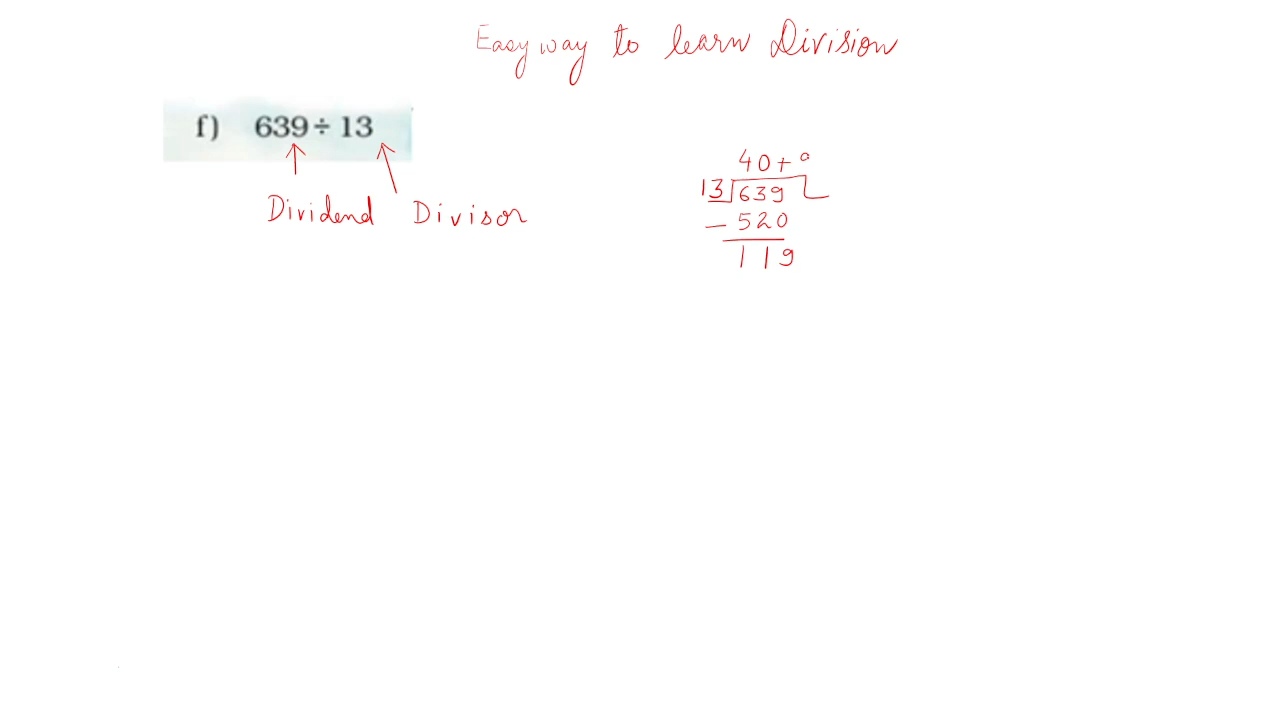 Easy way to learn Division
f) 639 ÷ 13
Dividend Divisor
40+
13 639
- 520
119